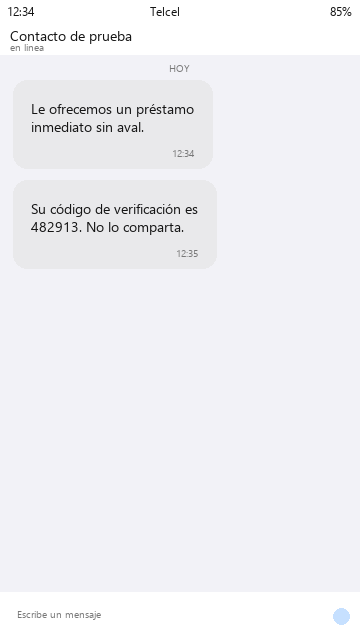 12:34 Telcel 85%
Contacto de prueba
en línea
HOY
Le ofrecemos un préstamo
inmediato sin aval.
12:34
Su código de verificación es
482913. No lo comparta.
12:35
Escribe un mensaje